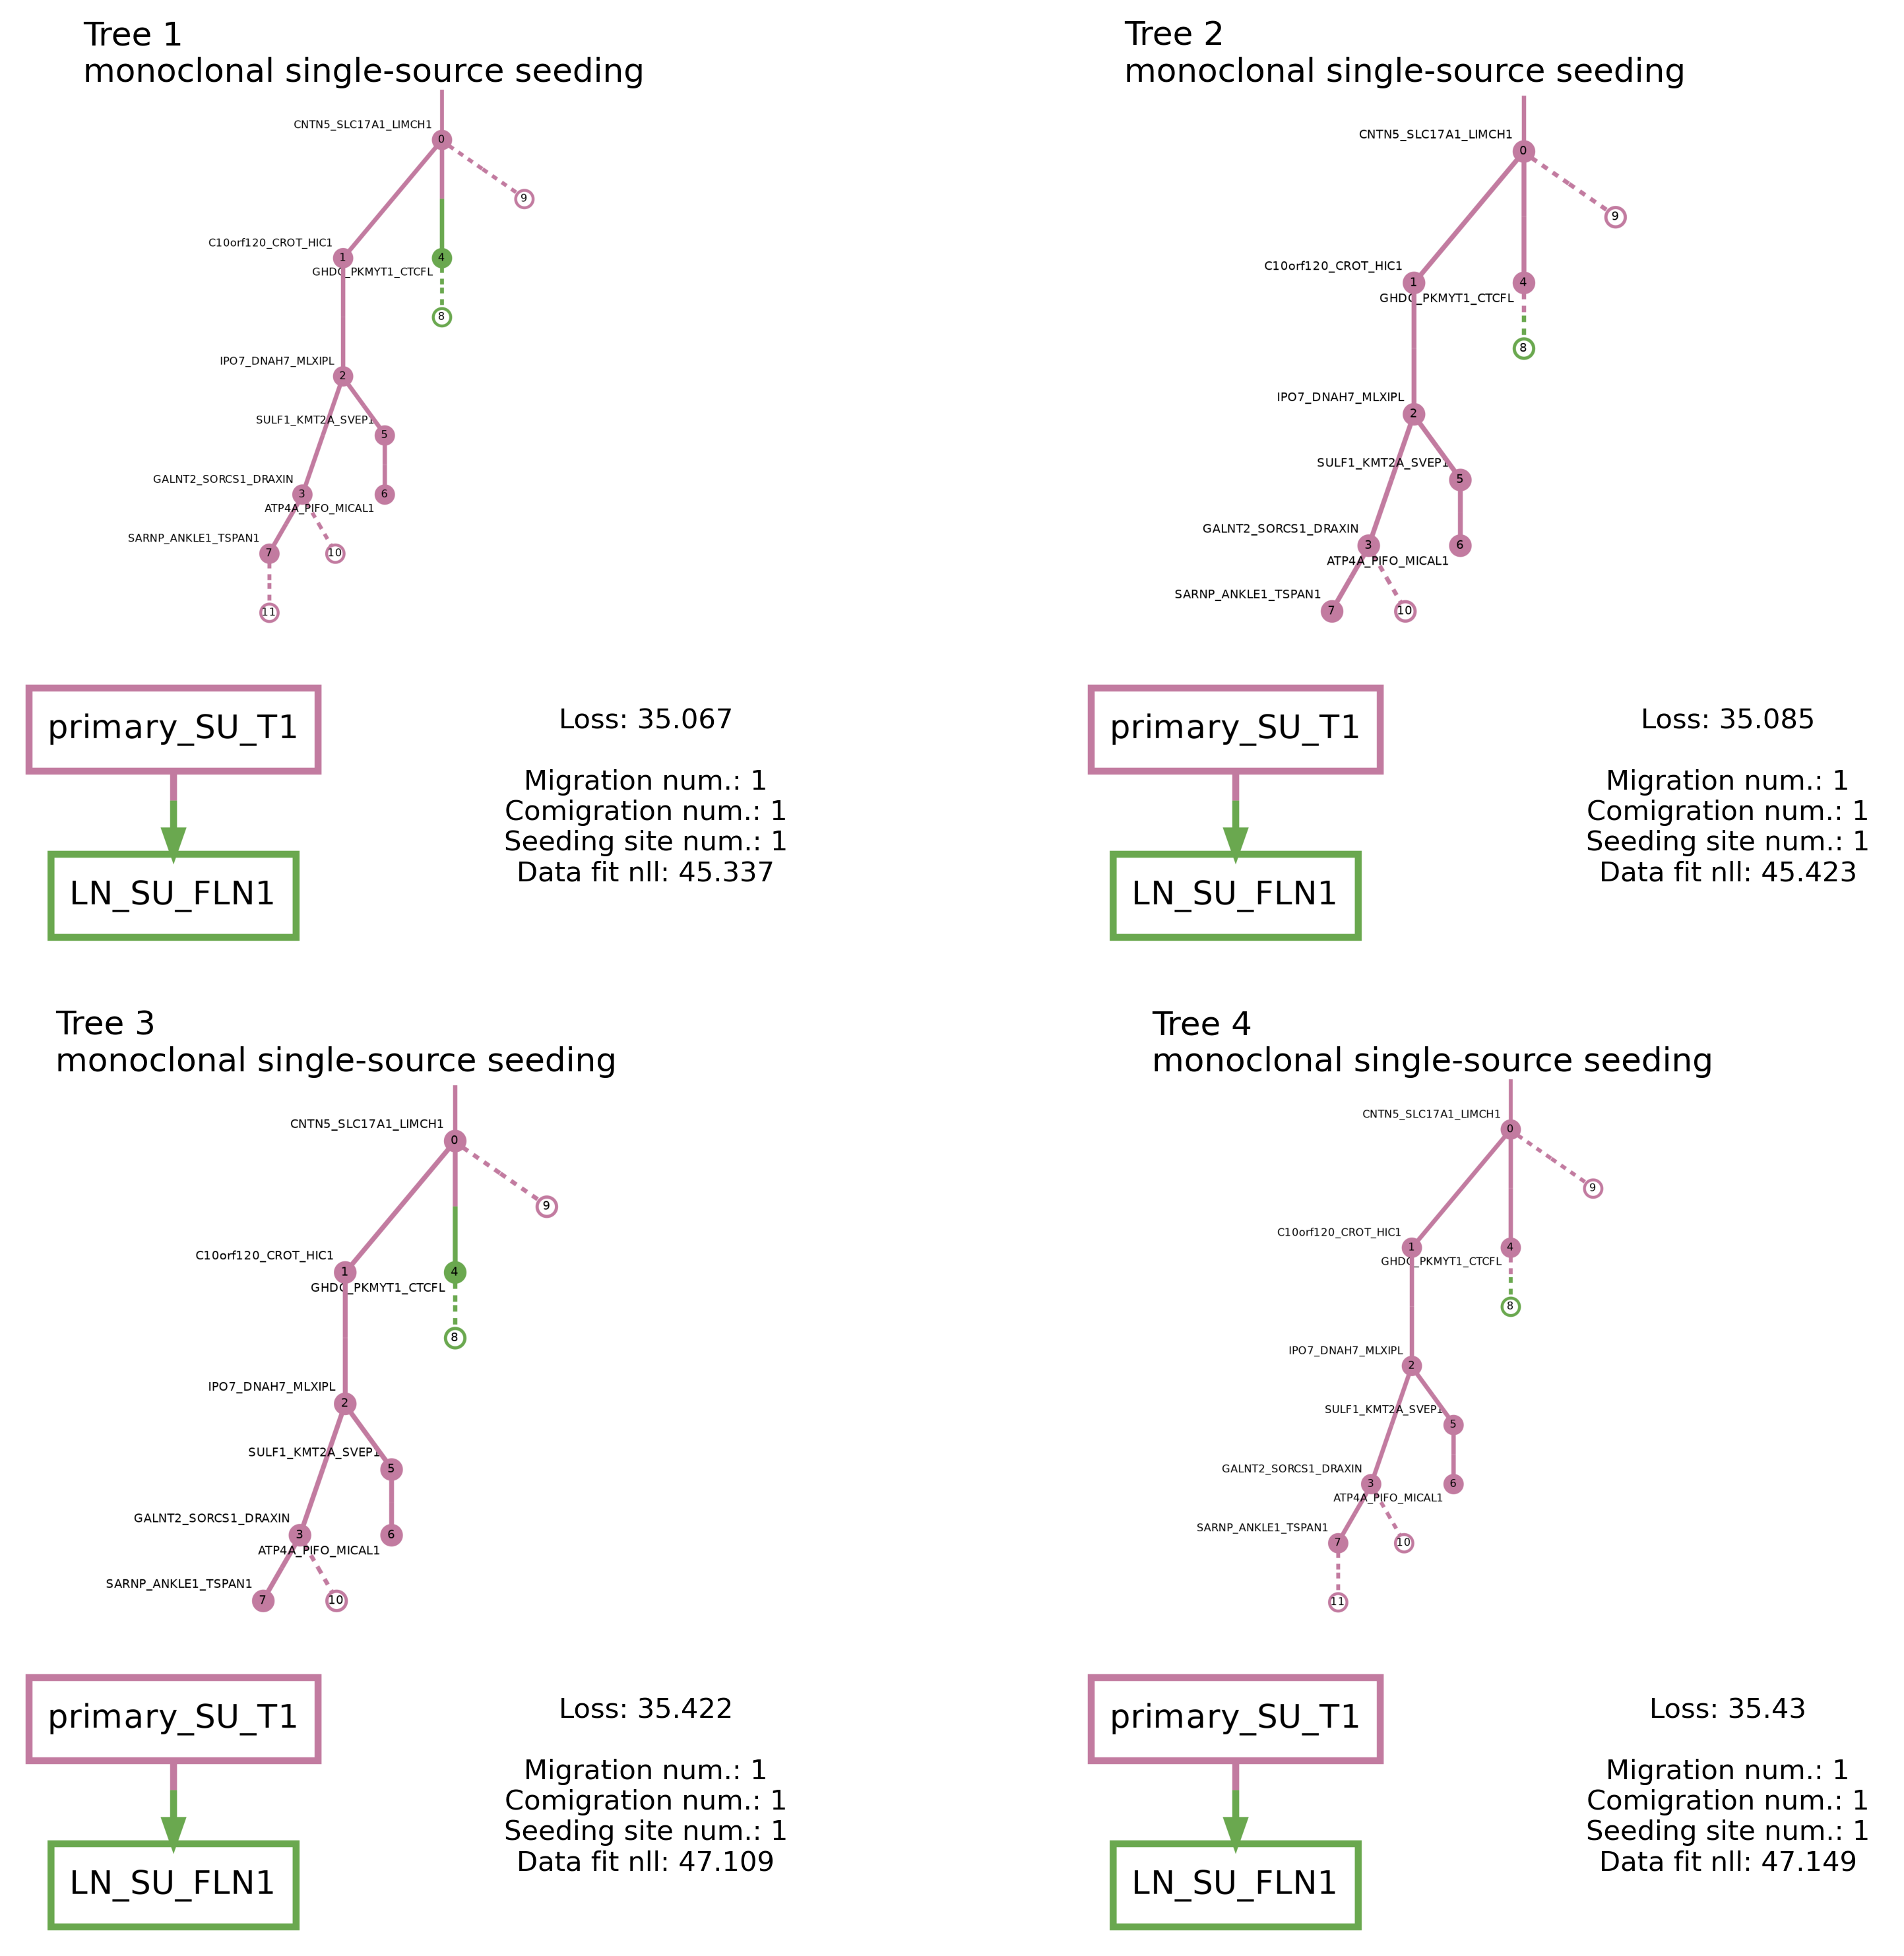 Tree 1
monoclonal single-source seeding
CNTN5_SLC17A1_LIMCH1
0
9
C10orf120_CROT_HIC1
1
4
GHDC_PKMYT1_CTCFL
8
IPO7_DNAH7_MLXIPL
2
SULF1_KMT2A_SVEP1
5
GALNT2_SORCS1_DRAXIN
3
6
ATP4A_PIFO_MICAL1
SARNP_ANKLE1_TSPAN1
7
10
11
primary_SU_T1
LN_SU_FLN1
Loss: 35.067
Migration num.: 1
Comigration num.: 1
Seeding site num.: 1
Data fit nll: 45.337
Tree 2
monoclonal single-source seeding
CNTN5_SLC17A1_LIMCH1
0
9
C10orf120_CROT_HIC1
1
4
GHDC_PKMYT1_CTCFL
8
IPO7_DNAH7_MLXIPL
2
SULF1_KMT2A_SVEP1
5
GALNT2_SORCS1_DRAXIN
3
6
ATP4A_PIFO_MICAL1
SARNP_ANKLE1_TSPAN1
7
10
primary_SU_T1
LN_SU_FLN1
Loss: 35.085
Migration num.: 1
Comigration num.: 1
Seeding site num.: 1
Data fit nll: 45.423
Tree 3
monoclonal single-source seeding
CNTN5_SLC17A1_LIMCH1
0
9
C10orf120_CROT_HIC1
1
4
GHDC_PKMYT1_CTCFL
8
IPO7_DNAH7_MLXIPL
2
SULF1_KMT2A_SVEP1
5
GALNT2_SORCS1_DRAXIN
3
6
ATP4A_PIFO_MICAL1
SARNP_ANKLE1_TSPAN1
7
10
primary_SU_T1
LN_SU_FLN1
Loss: 35.422
Migration num.: 1
Comigration num.: 1
Seeding site num.: 1
Data fit nll: 47.109
Tree 4
monoclonal single-source seeding
CNTN5_SLC17A1_LIMCH1
0
9
C10orf120_CROT_HIC1
1
4
GHDC_PKMYT1_CTCFL
8
IPO7_DNAH7_MLXIPL
2
SULF1_KMT2A_SVEP1
5
GALNT2_SORCS1_DRAXIN
3
6
ATP4A_PIFO_MICAL1
SARNP_ANKLE1_TSPAN1
7
10
11
primary_SU_T1
LN_SU_FLN1
Loss: 35.43
Migration num.: 1
Comigration num.: 1
Seeding site num.: 1
Data fit nll: 47.149